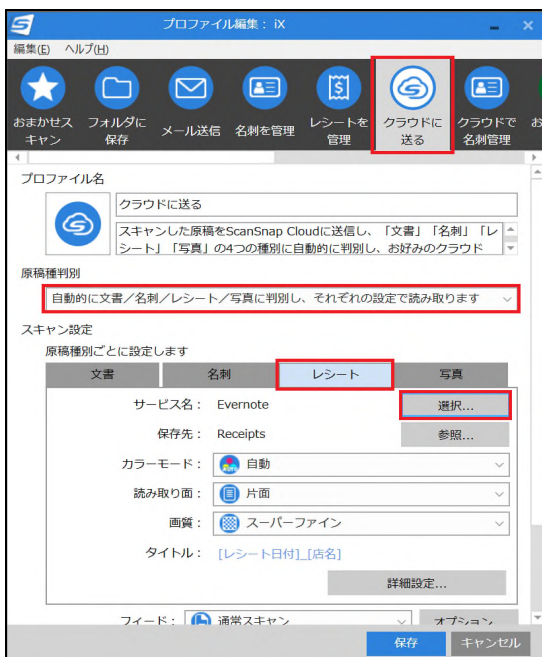 プロファイル編集： iX
編集(E) ヘルプ(H)
おまかせスキャン
フォルダに保存
メール送信
名刺を管理
レシートを管理
クラウドに送る
クラウドで名刺管理
お
プロファイル名
クラウドに送る
スキャンした原稿をScanSnap Cloudに送信し、「文書」「名刺」「レ
シート」「写真」の4つの種別に自動的に判別し、お好みのクラウド
原稿種判別
自動的に文書／名刺／レシート／写真に判別し、それぞれの設定で読み取ります
スキャン設定
原稿種別ごとに設定します
文書 名刺 レシート 写真
サービス名： Evernote 選択...
保存先： Receipts 参照...
カラーモード： 自動
読み取り面： 片面
画質： スーパーファイン
タイトル： [レシート日付]_[店名]
詳細設定...
フィード： 通常スキャン オプション
保存 キャンセル